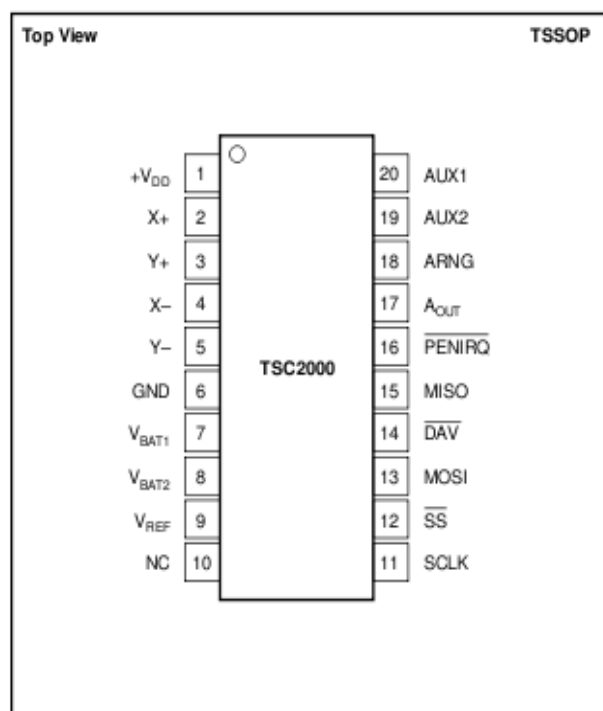 Top View TSSOP
+VDD 1 20 AUX1
X+ 2 19 AUX2
Y+ 3 18 ARNG
X– 4 17 AOUT
Y– 5 16 PENIRQ
TSC2000
GND 6 15 MISO
VBAT1 7 14 DAV
VBAT2 8 13 MOSI
VREF 9 12 SS
NC 10 11 SCLK